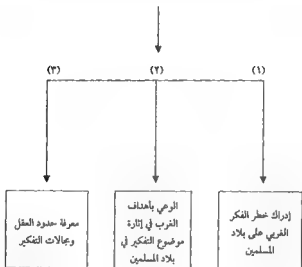 (١) (٢) (٣)
إدراك خطر الفكر
الغربي على بلاد
المسلمين
الوعي بأهداف
الغرب في إثارة
موضوع التفكير في
بلاد المسلمين
معرفة حدود العقل
ومجالات التفكير